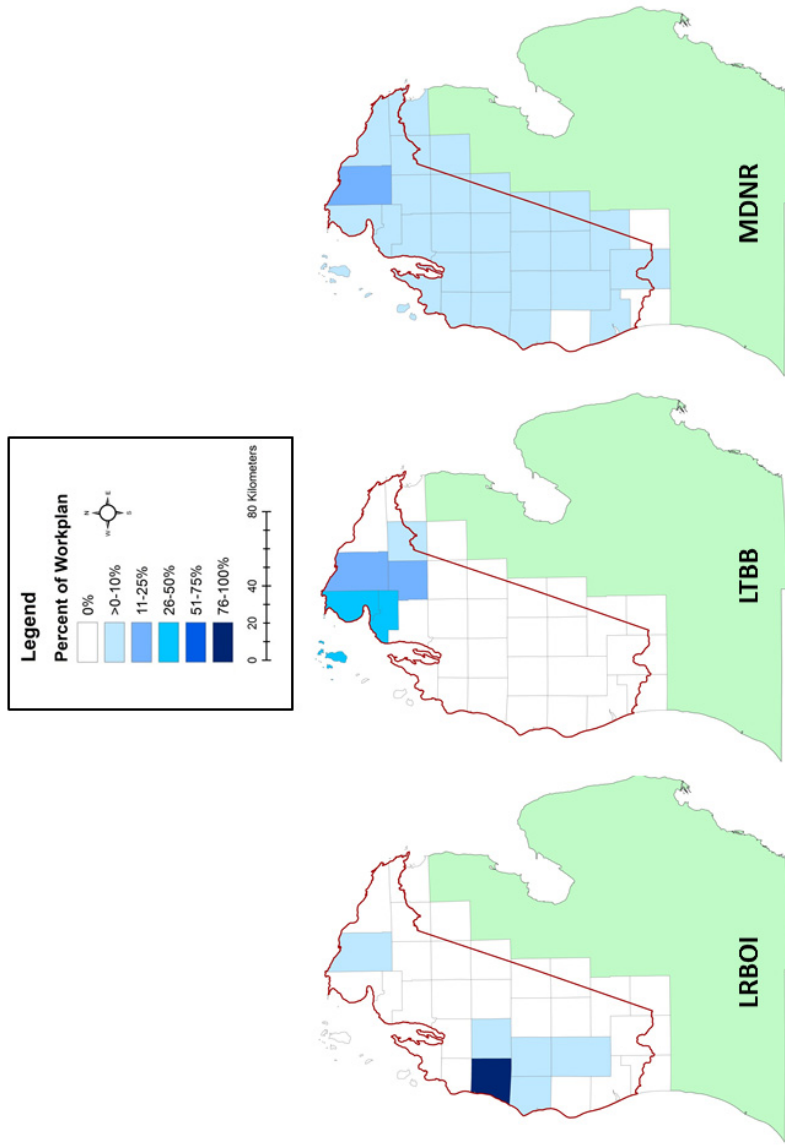 Legend
Percent of Workplan
0%
>0-10%
11-25%
26-50%
51-75%
76-100%
N
W E
S
0 20 40 80 Kilometers
LRBOI
LTBB
MDNR